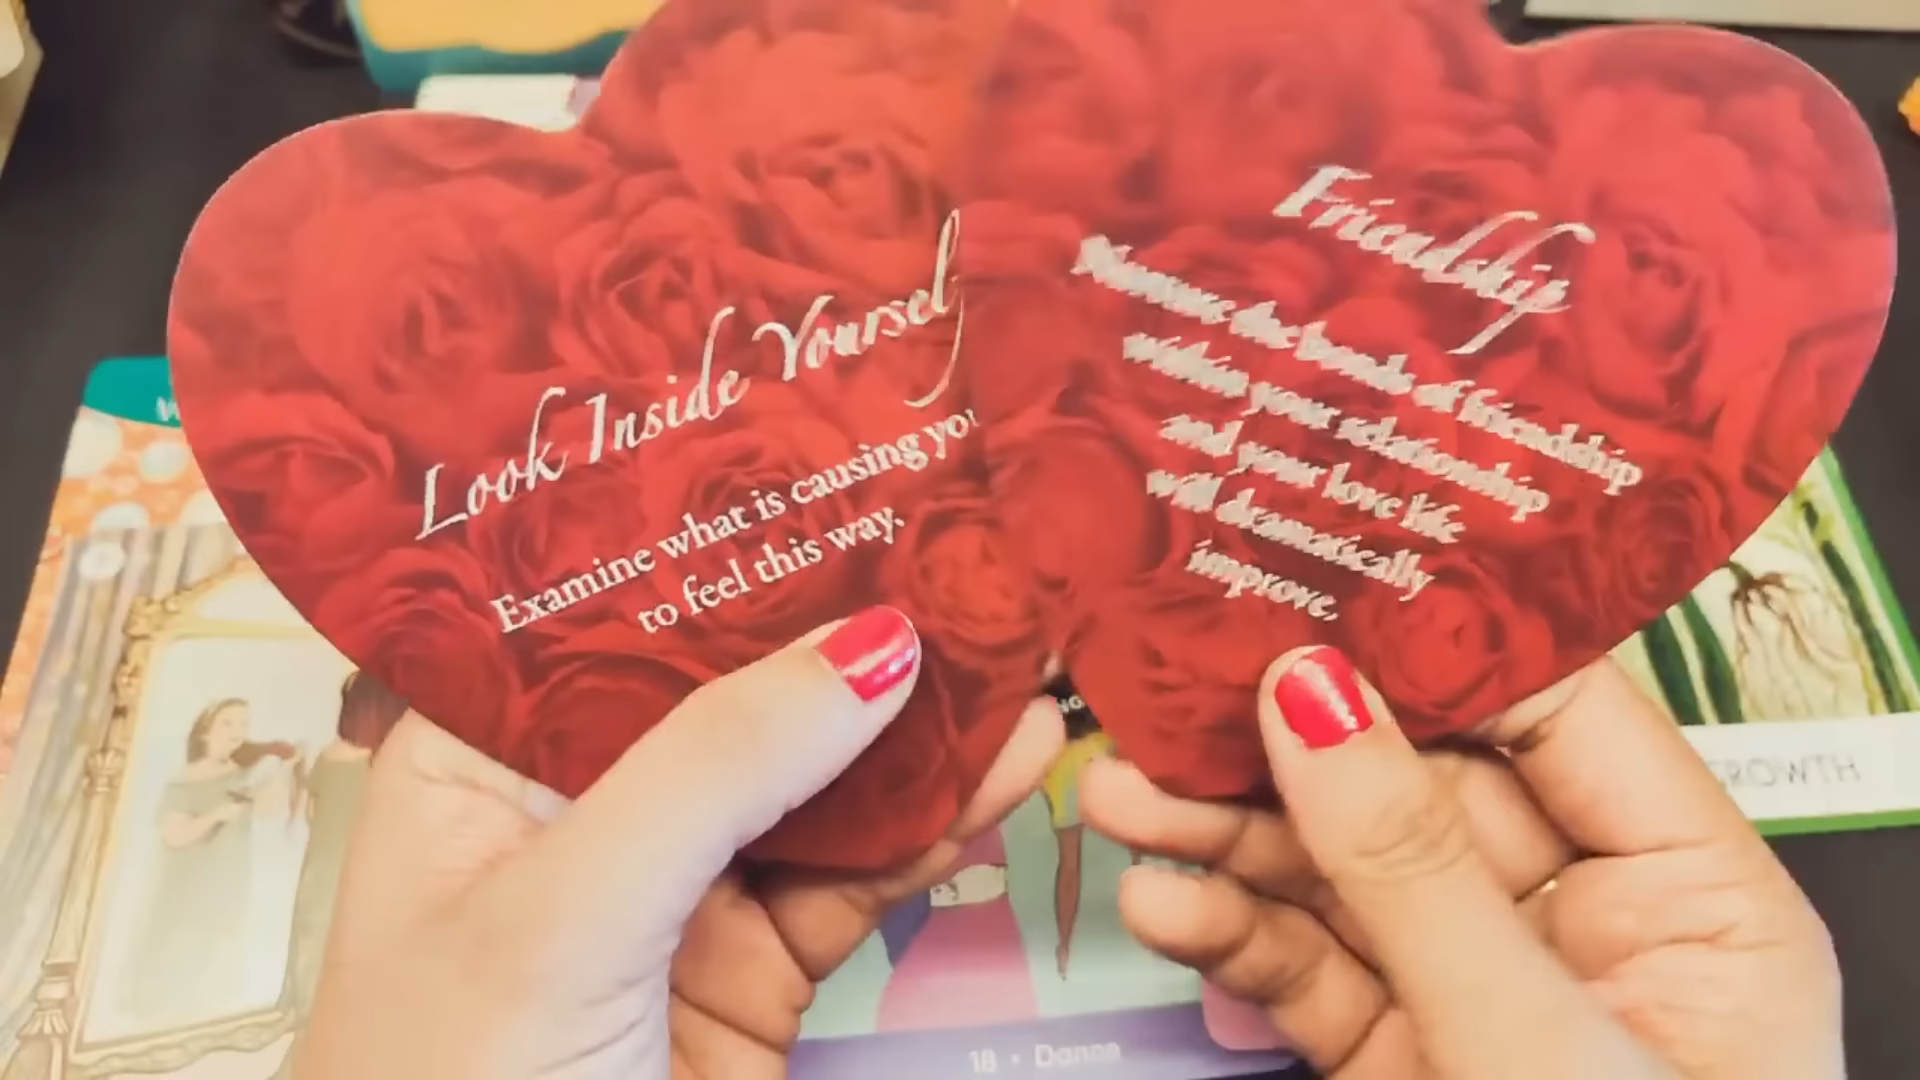 Look Inside Yoursel
Examine what is causing you
to feel this way.
Friendship
Nurture the bonds of friendship
within your relationship
and your love life
will dramatically
improve.
GROWTH
18 • Dance